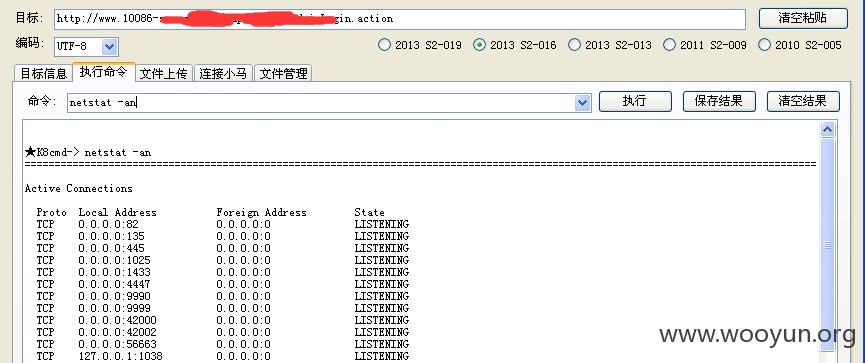 目标: http://www.10086- .action
清空粘贴
编码: UTF-8 2013 S2-019 2013 S2-016 2013 S2-013 2011 S2-009 2010 S2-005
目标信息 执行命令 文件上传 连接小马 文件管理
命令: netstat -an 执行 保存结果 清空结果
★K8cmd-> netstat -an
Active Connections
Proto Local Address Foreign Address State
TCP 0.0.0.0:82 0.0.0.0:0 LISTENING
TCP 0.0.0.0:135 0.0.0.0:0 LISTENING
TCP 0.0.0.0:445 0.0.0.0:0 LISTENING
TCP 0.0.0.0:1025 0.0.0.0:0 LISTENING
TCP 0.0.0.0:1433 0.0.0.0:0 LISTENING
TCP 0.0.0.0:4447 0.0.0.0:0 LISTENING
TCP 0.0.0.0:9990 0.0.0.0:0 LISTENING
TCP 0.0.0.0:9999 0.0.0.0:0 LISTENING
TCP 0.0.0.0:42000 0.0.0.0:0 LISTENING
TCP 0.0.0.0:42002 0.0.0.0:0 LISTENING
TCP 0.0.0.0:56663 0.0.0.0:0 LISTENING
TCP 127.0.0.1:1038 0.0.0.0:0 LISTENING
www.wooyun.org